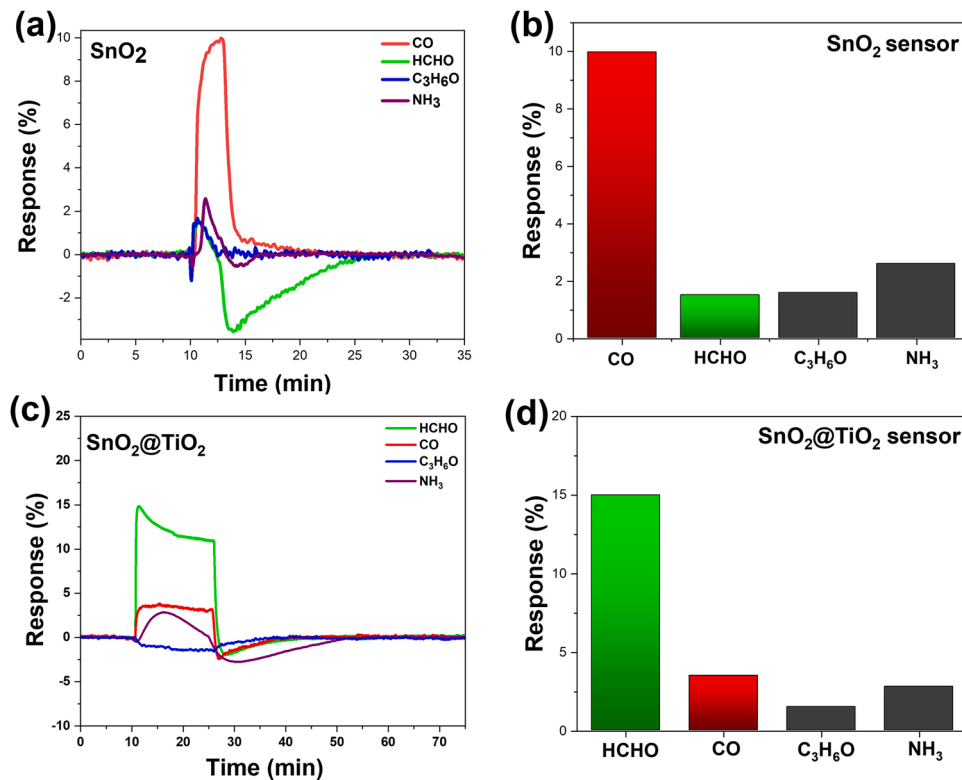 (a)
SnO₂
CO
HCHO
C₃H₆O
NH₃
Response (%)
10
8
6
4
2
0
-2
0 5 10 15 20 25 30 35
Time (min)
(b)
SnO₂ sensor
Response (%)
10
8
6
4
2
0
CO HCHO C₃H₆O NH₃
(c)
SnO₂@TiO₂
HCHO
CO
C₃H₆O
NH₃
Response (%)
25
20
15
10
5
0
-5
-10
0 10 20 30 40 50 60 70
Time (min)
(d)
SnO₂@TiO₂ sensor
Response (%)
20
15
10
5
0
HCHO CO C₃H₆O NH₃